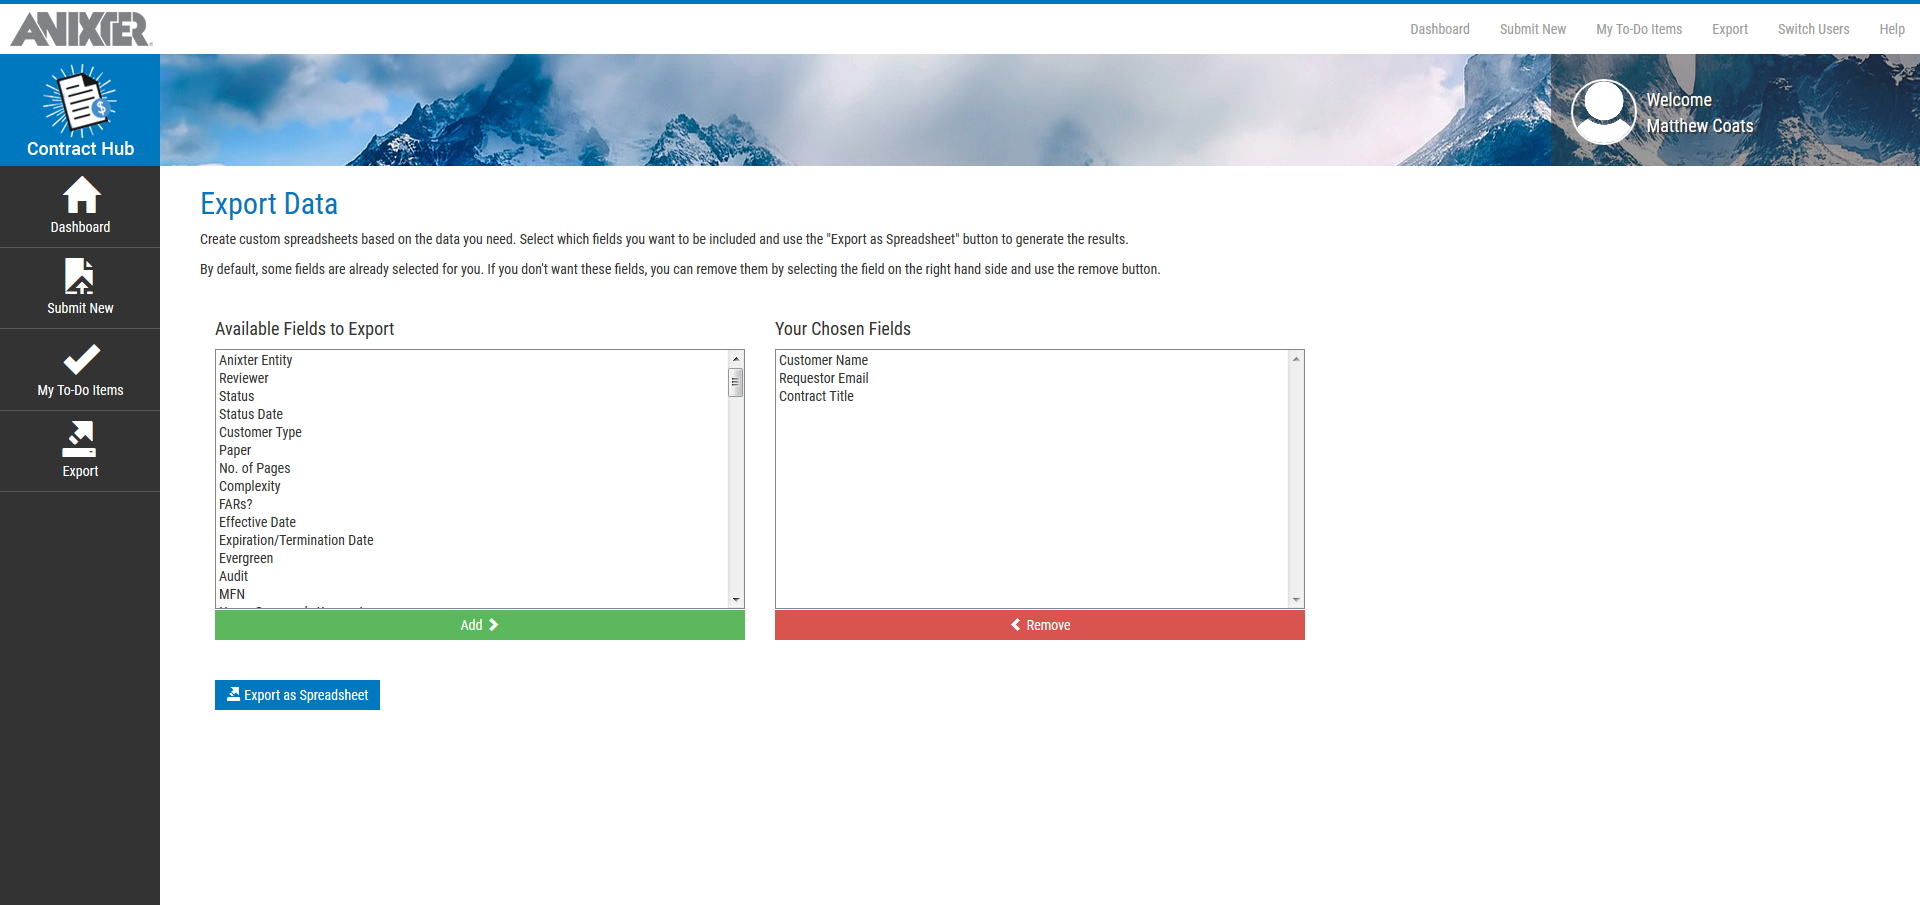 ANIXTER
Dashboard
Submit New
My To-Do Items
Export
Switch Users
Help
Contract Hub
Welcome
Matthew Coats
Dashboard
Submit New
My To-Do Items
Export
Export Data
Create custom spreadsheets based on the data you need. Select which fields you want to be included and use the "Export as Spreadsheet" button to generate the results.
By default, some fields are already selected for you. If you don't want these fields, you can remove them by selecting the field on the right hand side and use the remove button.
Available Fields to Export
Anixter Entity
Reviewer
Status
Status Date
Customer Type
Paper
No. of Pages
Complexity
FARs?
Effective Date
Expiration/Termination Date
Evergreen
Audit
MFN
Add
Your Chosen Fields
Customer Name
Requestor Email
Contract Title
Remove
Export as Spreadsheet